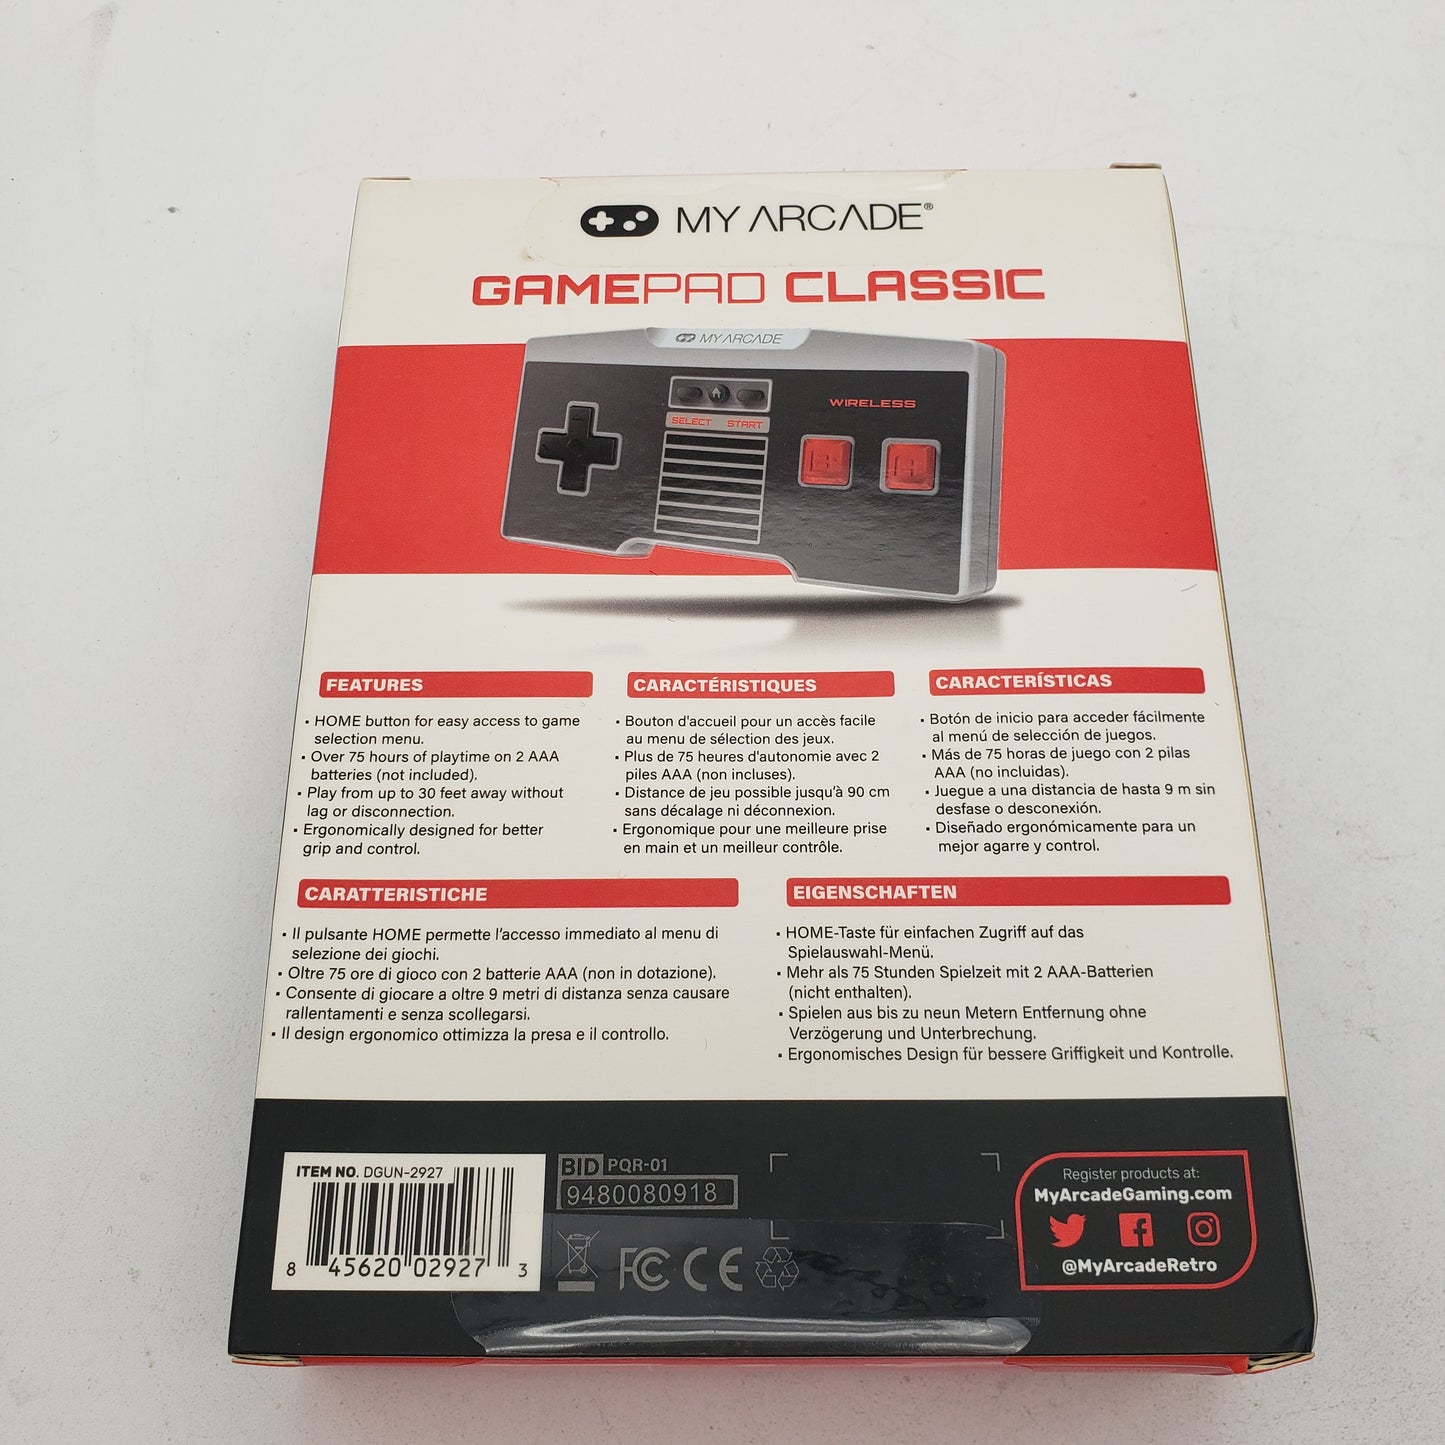 MY ARCADE®
GAMEPAD CLASSIC
MY ARCADE
WIRELESS
SELECT START
B A
FEATURES
• HOME button for easy access to game
selection menu.
• Over 75 hours of playtime on 2 AAA
batteries (not included).
• Play from up to 30 feet away without
lag or disconnection.
• Ergonomically designed for better
grip and control.
CARACTÉRISTIQUES
• Bouton d'accueil pour un accès facile
au menu de sélection des jeux.
• Plus de 75 heures d'autonomie avec 2
piles AAA (non incluses).
• Distance de jeu possible jusqu'à 90 cm
sans décalage ni déconnexion.
• Ergonomique pour une meilleure prise
en main et un meilleur contrôle.
CARACTERÍSTICAS
• Botón de inicio para acceder fácilmente
al menú de selección de juegos.
• Más de 75 horas de juego con 2 pilas
AAA (no incluidas).
• Juegue a una distancia de hasta 9 m sin
desfase o desconexión.
• Diseñado ergonómicamente para un
mejor agarre y control.
CARATTERISTICHE
• Il pulsante HOME permette l'accesso immediato al menu di
selezione dei giochi.
• Oltre 75 ore di gioco con 2 batterie AAA (non in dotazione).
• Consente di giocare a oltre 9 metri di distanza senza causare
rallentamenti e senza scollegarsi.
• Il design ergonomico ottimizza la presa e il controllo.
EIGENSCHAFTEN
• HOME-Taste für einfachen Zugriff auf das
Spielauswahl-Menü.
• Mehr als 75 Stunden Spielzeit mit 2 AAA-Batterien
(nicht enthalten).
• Spielen aus bis zu neun Metern Entfernung ohne
Verzögerung und Unterbrechung.
• Ergonomisches Design für bessere Griffigkeit und Kontrolle.
ITEM NO. DGUN-2927
8 45620 02927 3
BID PQR-01
9480080918
FC CE
Register products at:
MyArcadeGaming.com
@MyArcadeRetro